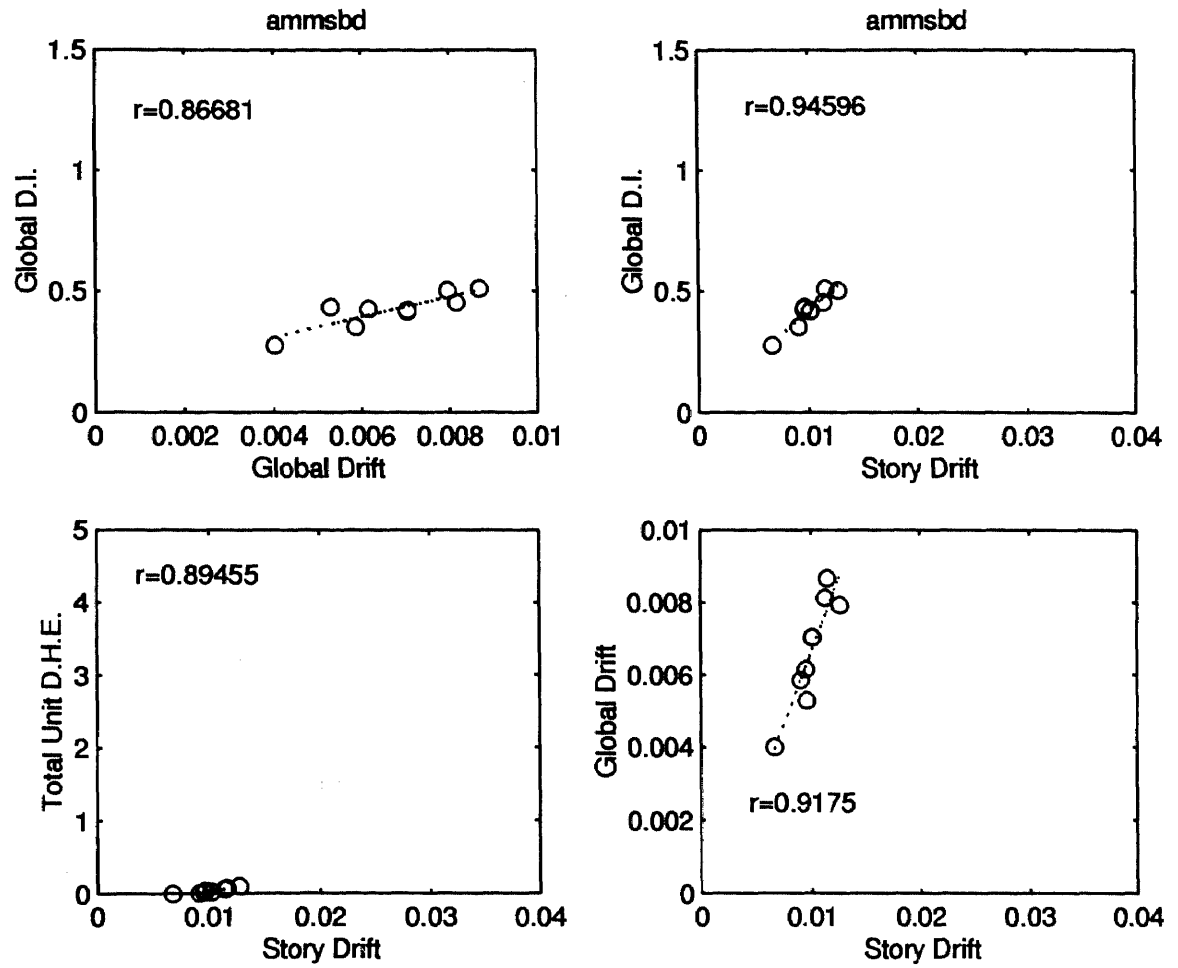 ammsbd
1.5
r=0.86681
1
Global D.I.
0.5
0
0 0.002 0.004 0.006 0.008 0.01
Global Drift
ammsbd
1.5
r=0.94596
1
Global D.I.
0.5
0
0 0.01 0.02 0.03 0.04
Story Drift
5
r=0.89455
4
3
Total Unit D.H.E.
2
1
0
0 0.01 0.02 0.03 0.04
Story Drift
0.01
0.008
0.006
Global Drift
0.004
r=0.9175
0.002
0
0 0.01 0.02 0.03 0.04
Story Drift